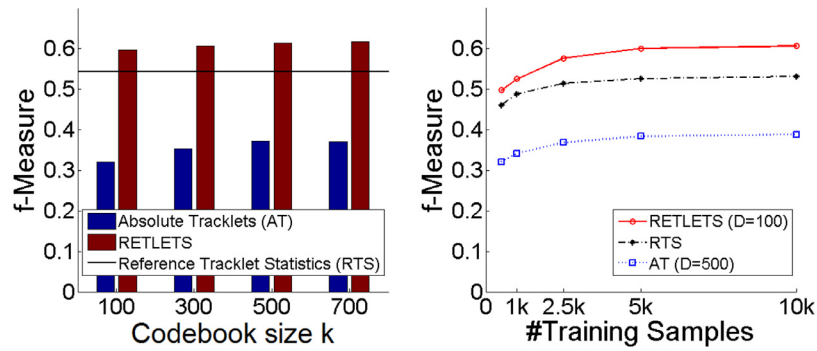 f-Measure
0.6
0.5
0.4
0.3
0.2
0.1
0
Absolute Tracklets (AT)
RETLETS
Reference Tracklet Statistics (RTS)
100 300 500 700
Codebook size k
f-Measure
0.6
0.5
0.4
0.3
0.2
0.1
0
RETLETS (D=100)
RTS
AT (D=500)
0 1k 2.5k 5k 10k
#Training Samples